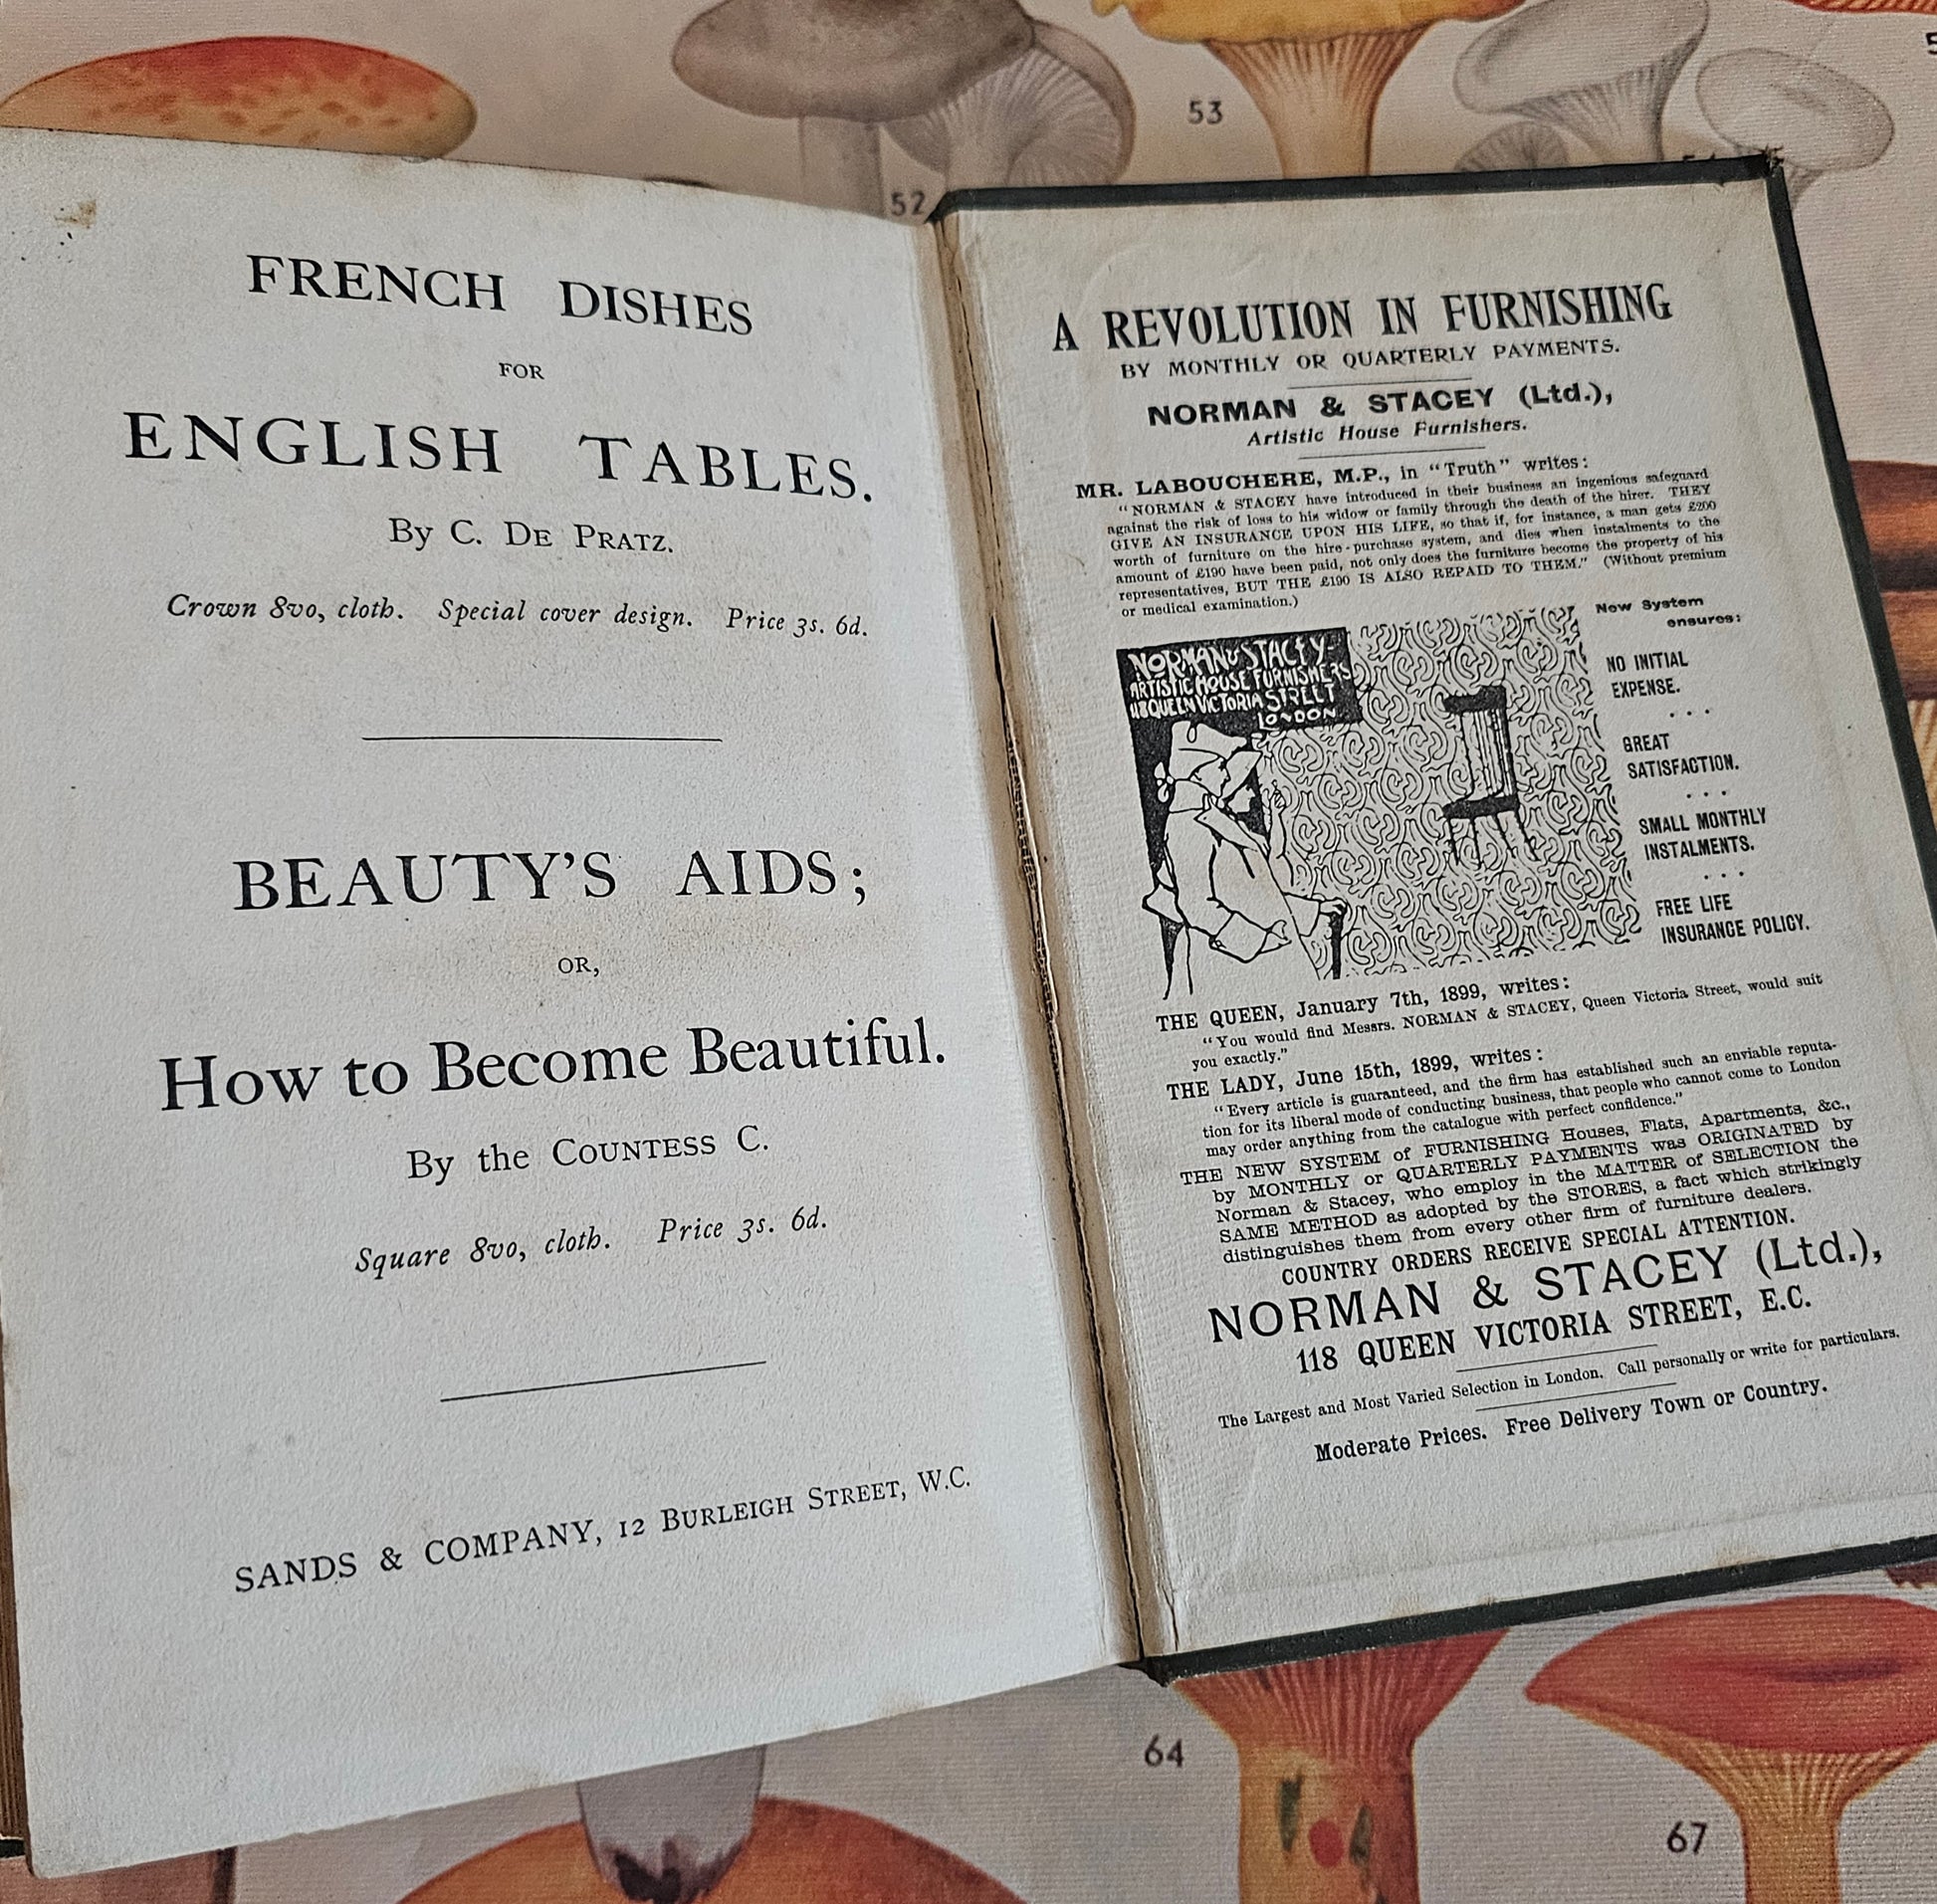 53
52
FRENCH DISHES
FOR
ENGLISH TABLES.
By C. DE PRATZ.
Crown 8vo, cloth. Special cover design. Price 3s. 6d.
BEAUTY'S AIDS;
OR,
How to Become Beautiful.
By the COUNTESS C.
Square 8vo, cloth. Price 3s. 6d.
SANDS & COMPANY, 12 BURLEIGH STREET, W.C.
A REVOLUTION IN FURNISHING
BY MONTHLY OR QUARTERLY PAYMENTS.
NORMAN & STACEY (Ltd.),
Artistic House Furnishers.
MR. LABOUCHERE, M.P., in "Truth" writes:
"NORMAN & STACEY have introduced in their business an ingenious safeguard
against the risk of loss to his widow or family through the death of the hirer. THEY
GIVE AN INSURANCE UPON HIS LIFE, so that if, for instance, a man gets £200
worth of furniture on the hire-purchase system, and dies when instalments to the
amount of £190 have been paid, not only does the furniture become the property of his
representatives, BUT THE £190 IS ALSO REPAID TO THEM." (Without premium
or medical examination.)
NORMAN & STACEY
ARTISTIC HOUSE FURNISHERS
118 QUEEN VICTORIA STREET
LONDON
New System
ensures:
NO INITIAL
EXPENSE.
. . .
GREAT
SATISFACTION.
. . .
SMALL MONTHLY
INSTALMENTS.
. . .
FREE LIFE
INSURANCE POLICY.
THE QUEEN, January 7th, 1899, writes:
"You would find Messrs. NORMAN & STACEY, Queen Victoria Street, would suit
you exactly."
THE LADY, June 15th, 1899, writes:
"Every article is guaranteed, and the firm has established such an enviable reputa-
tion for its liberal mode of conducting business, that people who cannot come to London
may order anything from the catalogue with perfect confidence."
THE NEW SYSTEM of FURNISHING Houses, Flats, Apartments, &c.,
by MONTHLY or QUARTERLY PAYMENTS was ORIGINATED by
Norman & Stacey, who employ in the MATTER of SELECTION the
SAME METHOD as adopted by the STORES, a fact which strikingly
distinguishes them from every other firm of furniture dealers.
COUNTRY ORDERS RECEIVE SPECIAL ATTENTION.
NORMAN & STACEY (Ltd.),
118 QUEEN VICTORIA STREET, E.C.
The Largest and Most Varied Selection in London. Call personally or write for particulars.
Moderate Prices. Free Delivery Town or Country.
64
67